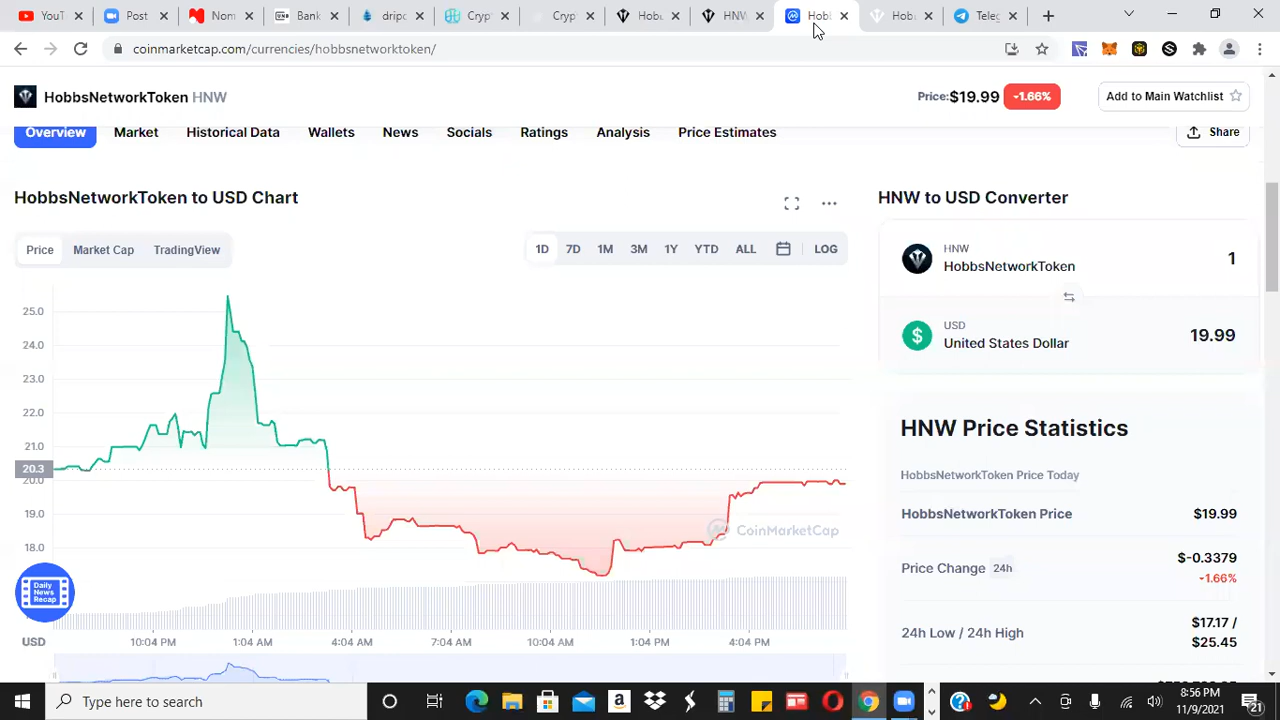 YouT
Post
Nom
Bank
dripc
Crypt
Cryp
Hobu
HNW
Hobb
Hobb
Teleg
coinmarketcap.com/currencies/hobbsnetworktoken/
HobbsNetworkToken HNW
Price: $19.99 -1.66%
Add to Main Watchlist
Overview Market Historical Data Wallets News Socials Ratings Analysis Price Estimates
Share
HobbsNetworkToken to USD Chart
Price Market Cap TradingView
1D 7D 1M 3M 1Y YTD ALL LOG
25.0
24.0
23.0
22.0
21.0
20.3
20.0
19.0
18.0
CoinMarketCap
Daily
News
Recap
USD
10:04 PM 1:04 AM 4:04 AM 7:04 AM 10:04 AM 1:04 PM 4:04 PM
HNW to USD Converter
HNW
HobbsNetworkToken 1
USD
United States Dollar 19.99
HNW Price Statistics
HobbsNetworkToken Price Today
HobbsNetworkToken Price $19.99
Price Change 24h $-0.3379
-1.66%
24h Low / 24h High $17.17 /
$25.45
Type here to search
8:56 PM
11/9/2021
21